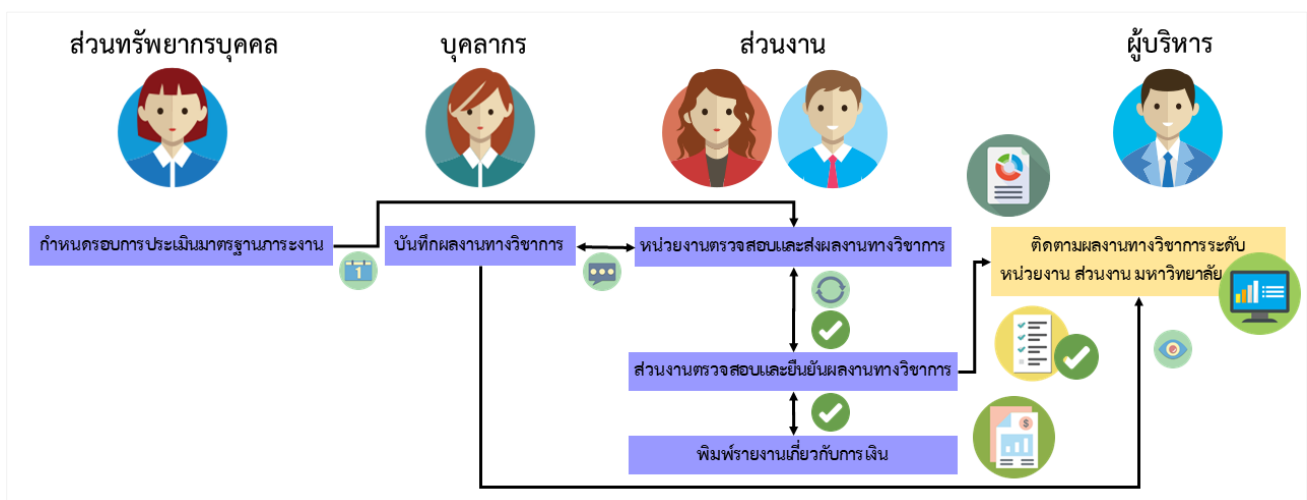 ส่วนทรัพยากรบุคคล
บุคลากร
ส่วนงาน
ผู้บริหาร
กำหนดรอบการประเมินมาตรฐานภาระงาน
1
บันทึกผลงานทางวิชาการ
หน่วยงานตรวจสอบและส่งผลงานทางวิชาการ
ติดตามผลงานทางวิชาการระดับ
หน่วยงาน ส่วนงาน มหาวิทยาลัย
ส่วนงานตรวจสอบและยืนยันผลงานทางวิชาการ
$
พิมพ์รายงานเกี่ยวกับการเงิน